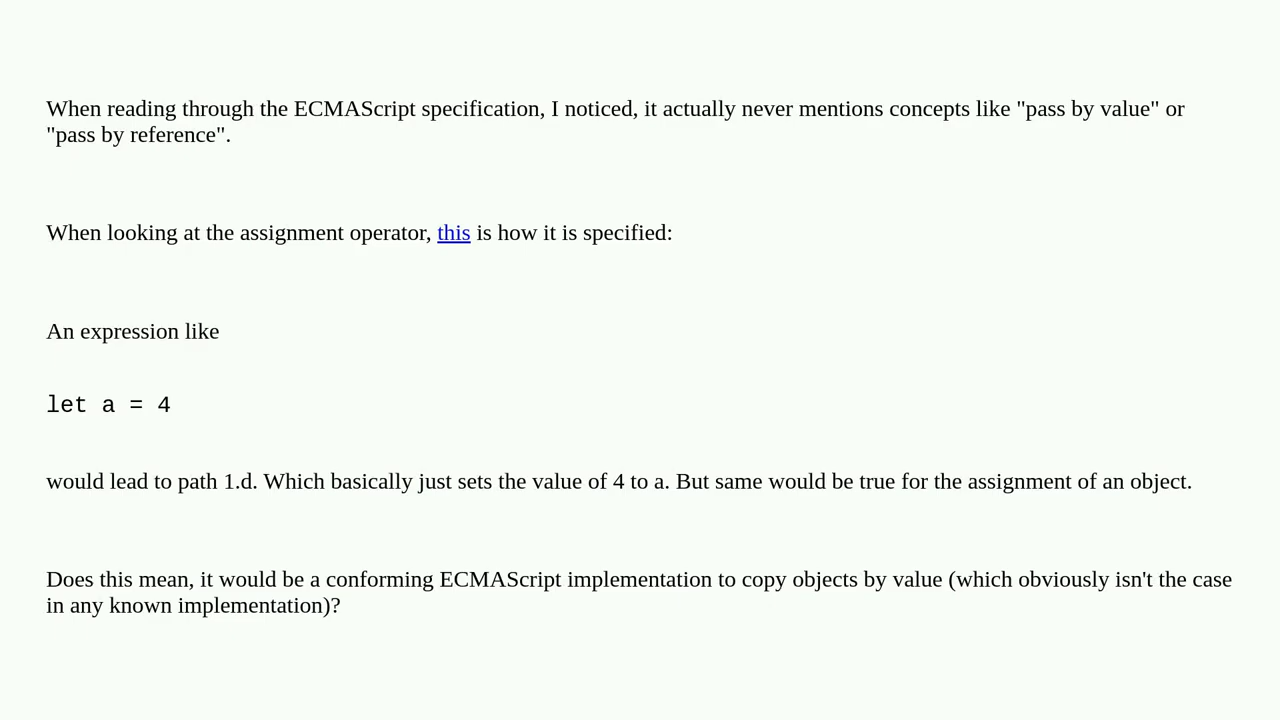 When reading through the ECMAScript specification, I noticed, it actually never mentions concepts like "pass by value" or
"pass by reference".
When looking at the assignment operator, this is how it is specified:
An expression like
let a = 4
would lead to path 1.d. Which basically just sets the value of 4 to a. But same would be true for the assignment of an object.
Does this mean, it would be a conforming ECMAScript implementation to copy objects by value (which obviously isn't the case
in any known implementation)?